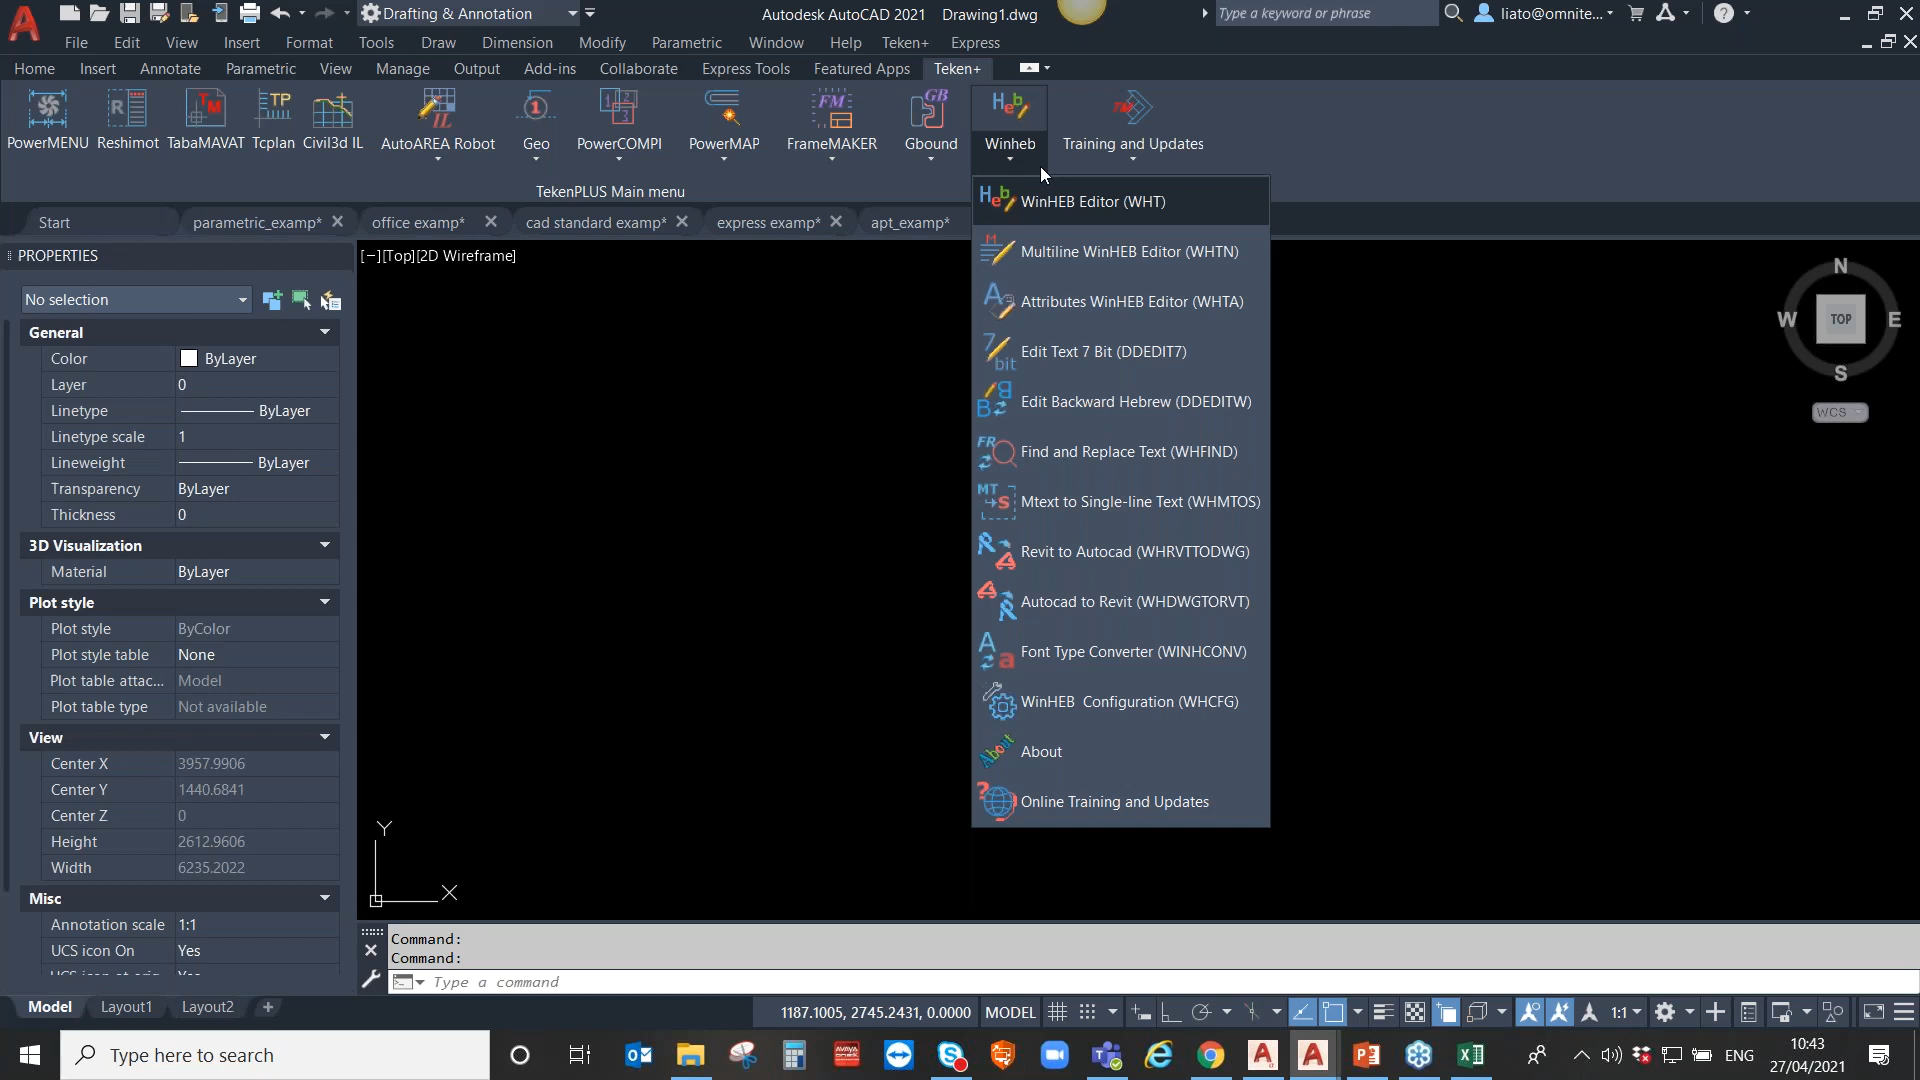 Drafting & Annotation
Autodesk AutoCAD 2021 Drawing1.dwg
Type a keyword or phrase
liato@omnite...
File Edit View Insert Format Tools Draw Dimension Modify Parametric Window Help Teken+ Express
Home Insert Annotate Parametric View Manage Output Add-ins Collaborate Express Tools Featured Apps Teken+
PowerMENU Reshimot TabaMAVAT Tcplan Civil3d IL AutoAREA Robot Geo PowerCOMPI PowerMAP FrameMAKER Gbound Winheb Training and Updates
TekenPLUS Main menu
Start parametric_examp* office examp* cad standard examp* express examp* apt_examp*
PROPERTIES
[−][Top][2D Wireframe]
No selection
General
Color ByLayer
Layer 0
Linetype ByLayer
Linetype scale 1
Lineweight ByLayer
Transparency ByLayer
Thickness 0
3D Visualization
Material ByLayer
Plot style
Plot style ByColor
Plot style table None
Plot table attac... Model
Plot table type Not available
View
Center X 3957.9906
Center Y 1440.6841
Center Z 0
Height 2612.9606
Width 6235.2022
Misc
Annotation scale 1:1
UCS icon On Yes
WinHEB Editor (WHT)
Multiline WinHEB Editor (WHTN)
Attributes WinHEB Editor (WHTA)
Edit Text 7 Bit (DDEDIT7)
Edit Backward Hebrew (DDEDITW)
Find and Replace Text (WHFIND)
Mtext to Single-line Text (WHMTOS)
Revit to Autocad (WHRVTTODWG)
Autocad to Revit (WHDWGTORVT)
Font Type Converter (WINHCONV)
WinHEB Configuration (WHCFG)
About
Online Training and Updates
N
W TOP E
S
WCS
Y
X
Command:
Command:
Type a command
Model Layout1 Layout2
1187.1005, 2745.2431, 0.0000 MODEL
1:1
Type here to search
ENG
10:43
27/04/2021